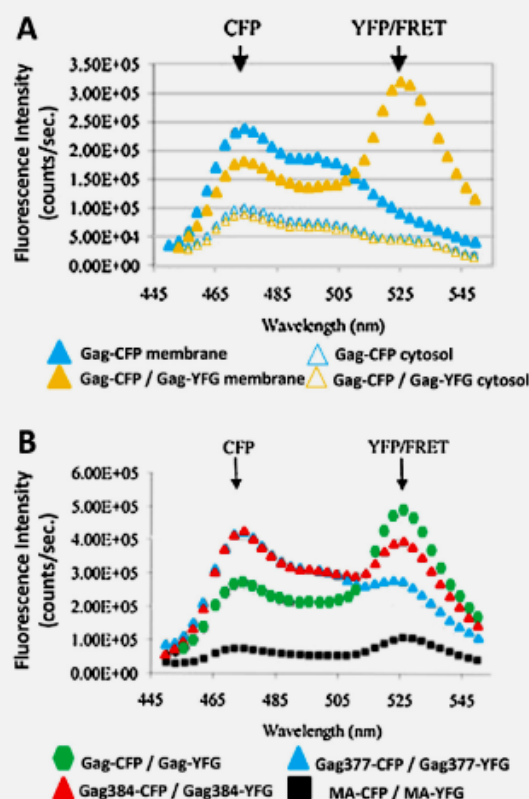 A
CFP YFP/FRET
Fluorescence Intensity
(counts/sec.)
3.50E+05
3.00E+05
2.50E+05
2.00E+05
1.50E+05
1.00E+05
5.00E+04
0.00E+00
445 465 485 505 525 545
Wavelength (nm)
Gag-CFP membrane Gag-CFP cytosol
Gag-CFP / Gag-YFG membrane Gag-CFP / Gag-YFG cytosol
B
CFP YFP/FRET
Fluorescence Intensity
(counts/sec.)
6.00E+05
5.00E+05
4.00E+05
3.00E+05
2.00E+05
1.00E+05
0.00E+00
445 465 485 505 525 545
Wavelength (nm)
Gag-CFP / Gag-YFG Gag377-CFP / Gag377-YFG
Gag384-CFP / Gag384-YFG MA-CFP / MA-YFG